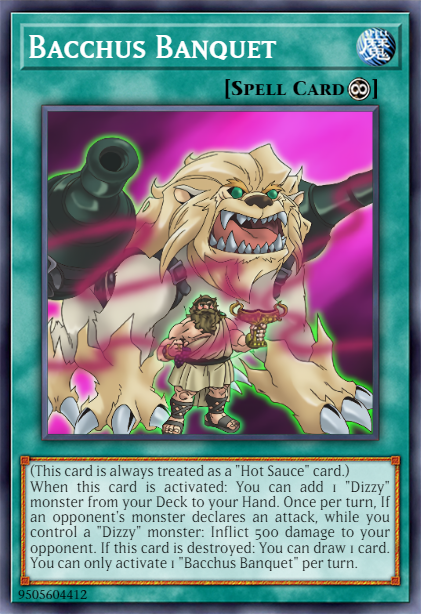 Bacchus Banquet
[Spell Card]
(This card is always treated as a "Hot Sauce" card.)
When this card is activated: You can add 1 "Dizzy"
monster from your Deck to your Hand. Once per turn, If
an opponent's monster declares an attack, while you
control a "Dizzy" monster: Inflict 500 damage to your
opponent. If this card is destroyed: You can draw 1 card.
You can only activate 1 "Bacchus Banquet" per turn.
9505604412